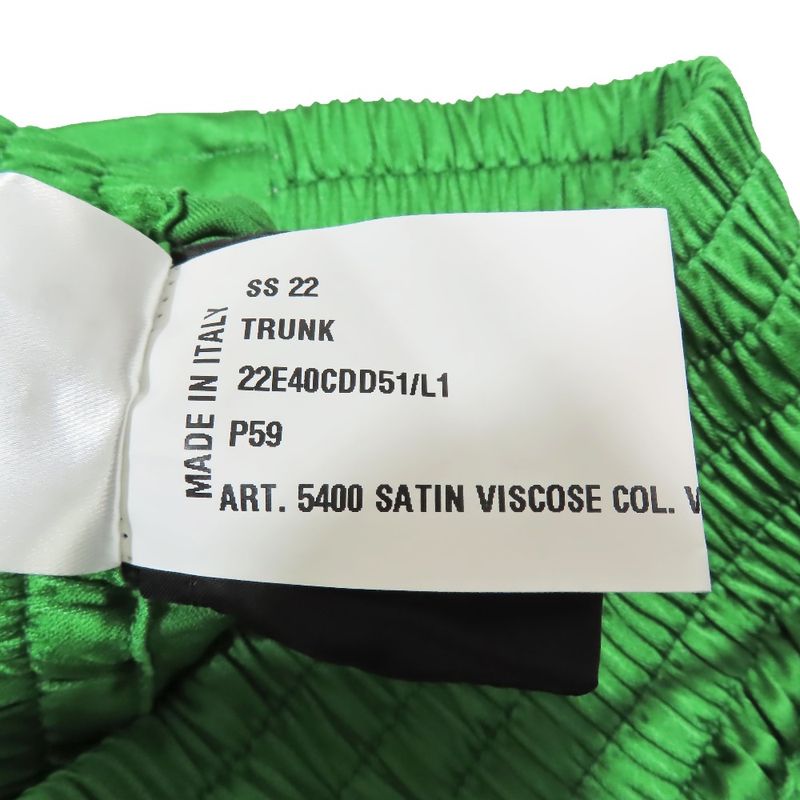 SS 22
TRUNK
22E40CDD51/L1
P59
ART. 5400 SATIN VISCOSE COL.
MADE IN ITALY